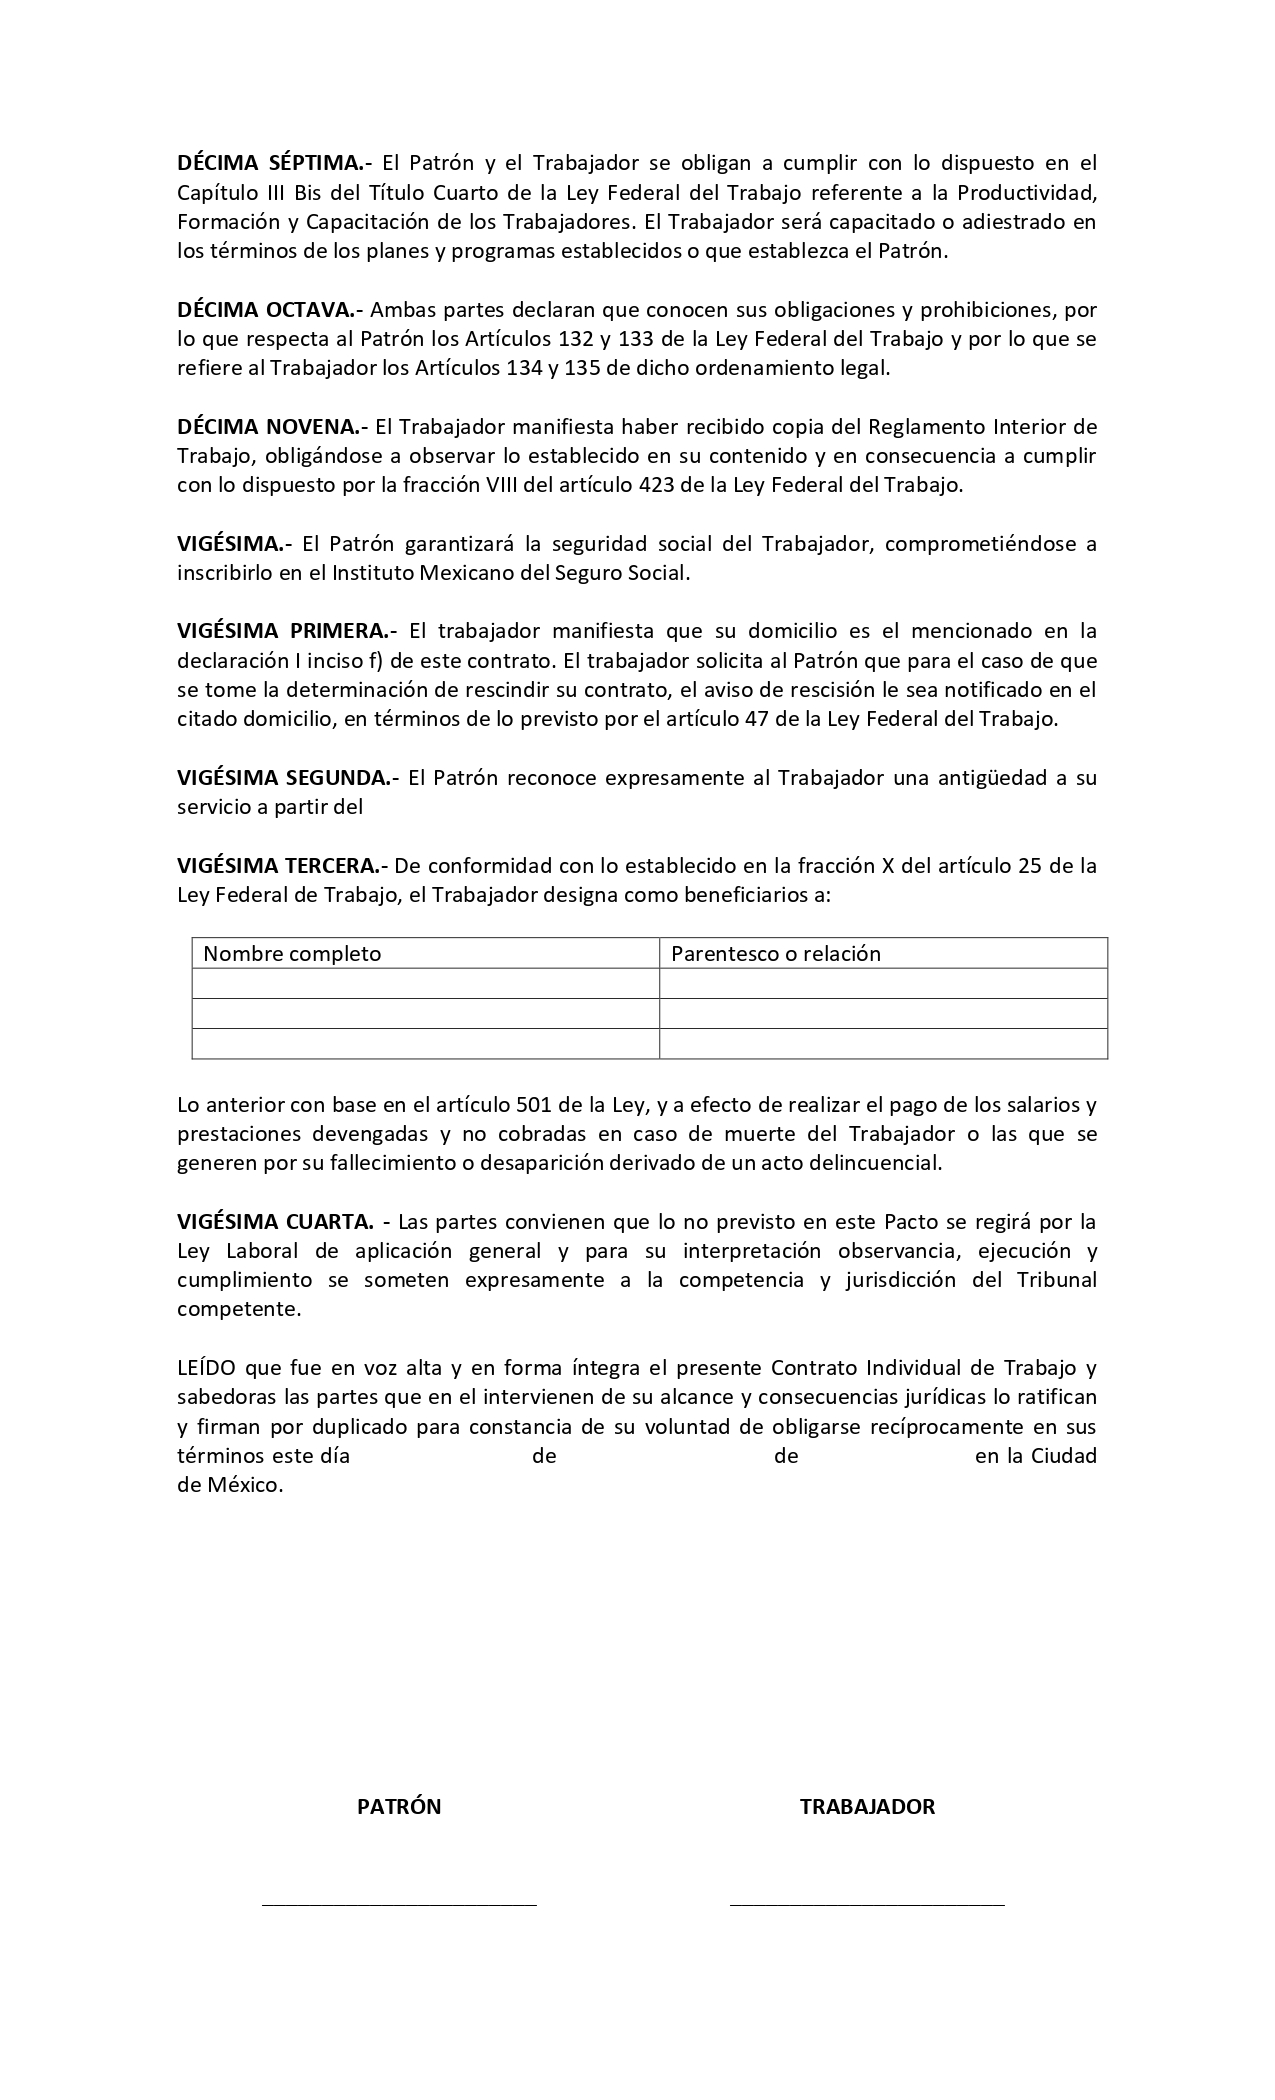 DÉCIMA SÉPTIMA.- El Patrón y el Trabajador se obligan a cumplir con lo dispuesto en el
Capítulo III Bis del Título Cuarto de la Ley Federal del Trabajo referente a la Productividad,
Formación y Capacitación de los Trabajadores. El Trabajador será capacitado o adiestrado en
los términos de los planes y programas establecidos o que establezca el Patrón.
DÉCIMA OCTAVA.- Ambas partes declaran que conocen sus obligaciones y prohibiciones, por
lo que respecta al Patrón los Artículos 132 y 133 de la Ley Federal del Trabajo y por lo que se
refiere al Trabajador los Artículos 134 y 135 de dicho ordenamiento legal.
DÉCIMA NOVENA.- El Trabajador manifiesta haber recibido copia del Reglamento Interior de
Trabajo, obligándose a observar lo establecido en su contenido y en consecuencia a cumplir
con lo dispuesto por la fracción VIII del artículo 423 de la Ley Federal del Trabajo.
VIGÉSIMA.- El Patrón garantizará la seguridad social del Trabajador, comprometiéndose a
inscribirlo en el Instituto Mexicano del Seguro Social.
VIGÉSIMA PRIMERA.- El trabajador manifiesta que su domicilio es el mencionado en la
declaración I inciso f) de este contrato. El trabajador solicita al Patrón que para el caso de que
se tome la determinación de rescindir su contrato, el aviso de rescisión le sea notificado en el
citado domicilio, en términos de lo previsto por el artículo 47 de la Ley Federal del Trabajo.
VIGÉSIMA SEGUNDA.- El Patrón reconoce expresamente al Trabajador una antigüedad a su
servicio a partir del
VIGÉSIMA TERCERA.- De conformidad con lo establecido en la fracción X del artículo 25 de la
Ley Federal de Trabajo, el Trabajador designa como beneficiarios a:
Nombre completo Parentesco o relación
Lo anterior con base en el artículo 501 de la Ley, y a efecto de realizar el pago de los salarios y
prestaciones devengadas y no cobradas en caso de muerte del Trabajador o las que se
generen por su fallecimiento o desaparición derivado de un acto delincuencial.
VIGÉSIMA CUARTA. - Las partes convienen que lo no previsto en este Pacto se regirá por la
Ley Laboral de aplicación general y para su interpretación observancia, ejecución y
cumplimiento se someten expresamente a la competencia y jurisdicción del Tribunal
competente.
LEÍDO que fue en voz alta y en forma íntegra el presente Contrato Individual de Trabajo y
sabedoras las partes que en el intervienen de su alcance y consecuencias jurídicas lo ratifican
y firman por duplicado para constancia de su voluntad de obligarse recíprocamente en sus
términos este día de de en la Ciudad
de México.
PATRÓN TRABAJADOR